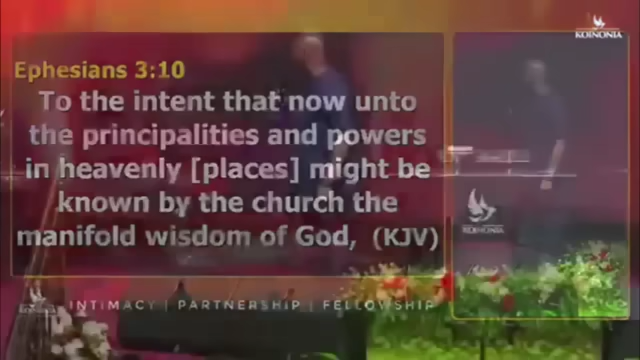 KOINONIA
Ephesians 3:10
To the intent that now unto
the principalities and powers
in heavenly [places] might be
known by the church the
manifold wisdom of God, (KJV)
KOINONIA
INTIMACY | PARTNERSHIP | FELLOWSHIP